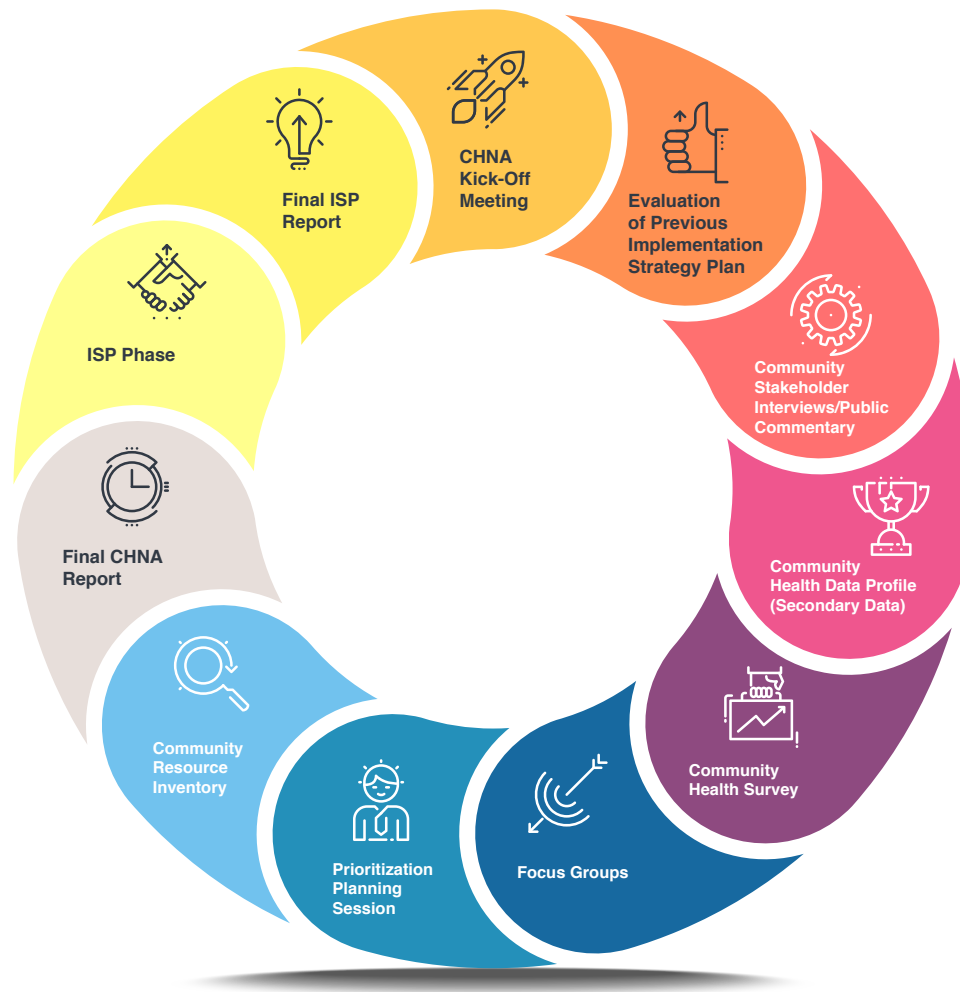 CHNA
Kick-Off
Meeting
Evaluation
of Previous
Implementation
Strategy Plan
Community
Stakeholder
Interviews/Public
Commentary
Community
Health Data Profile
(Secondary Data)
Community
Health Survey
Focus Groups
Prioritization
Planning
Session
Community
Resource
Inventory
Final CHNA
Report
ISP Phase
Final ISP
Report